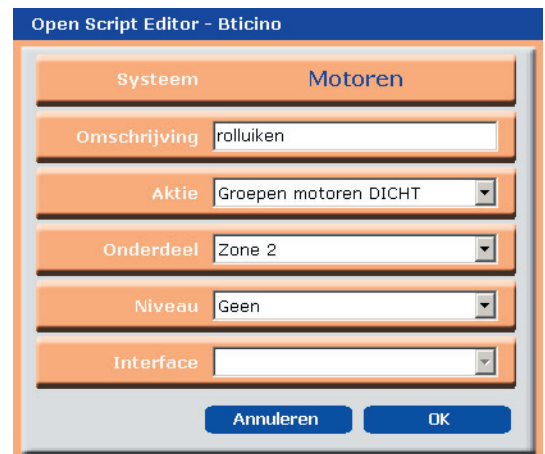 Open Script Editor - Bticino
Systeem Motoren
Omschrijving rolluiken
Aktie Groepen motoren DICHT
Onderdeel Zone 2
Niveau Geen
Interface
Annuleren OK